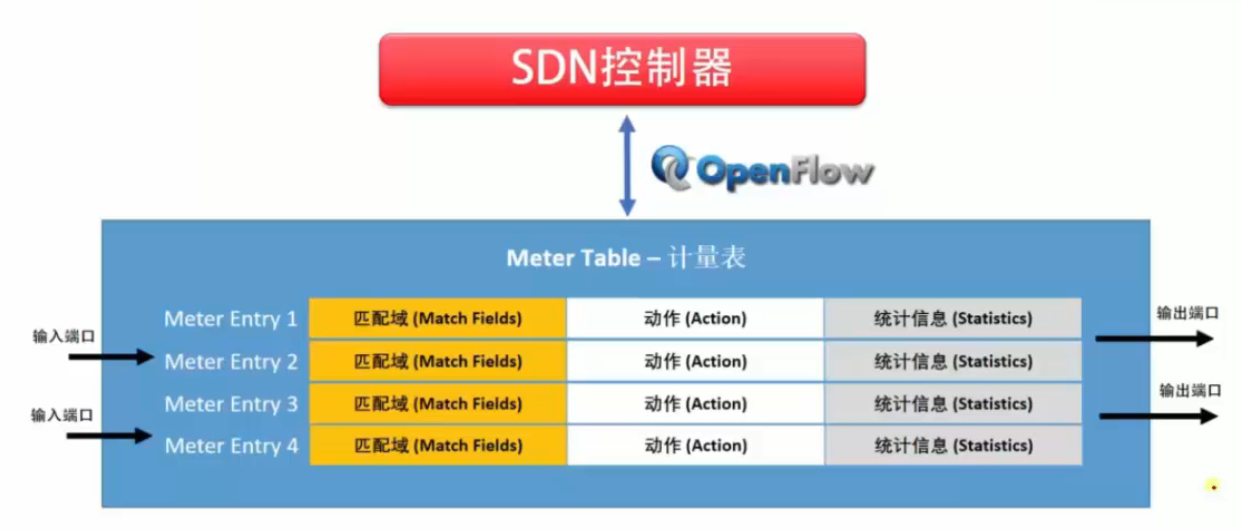 SDN控制器
OpenFlow
Meter Table – 计量表
Meter Entry 1 匹配域 (Match Fields) 动作 (Action) 统计信息 (Statistics)
输出端口
输入端口
Meter Entry 2 匹配域 (Match Fields) 动作 (Action) 统计信息 (Statistics)
输出端口
Meter Entry 3 匹配域 (Match Fields) 动作 (Action) 统计信息 (Statistics)
输入端口
Meter Entry 4 匹配域 (Match Fields) 动作 (Action) 统计信息 (Statistics)